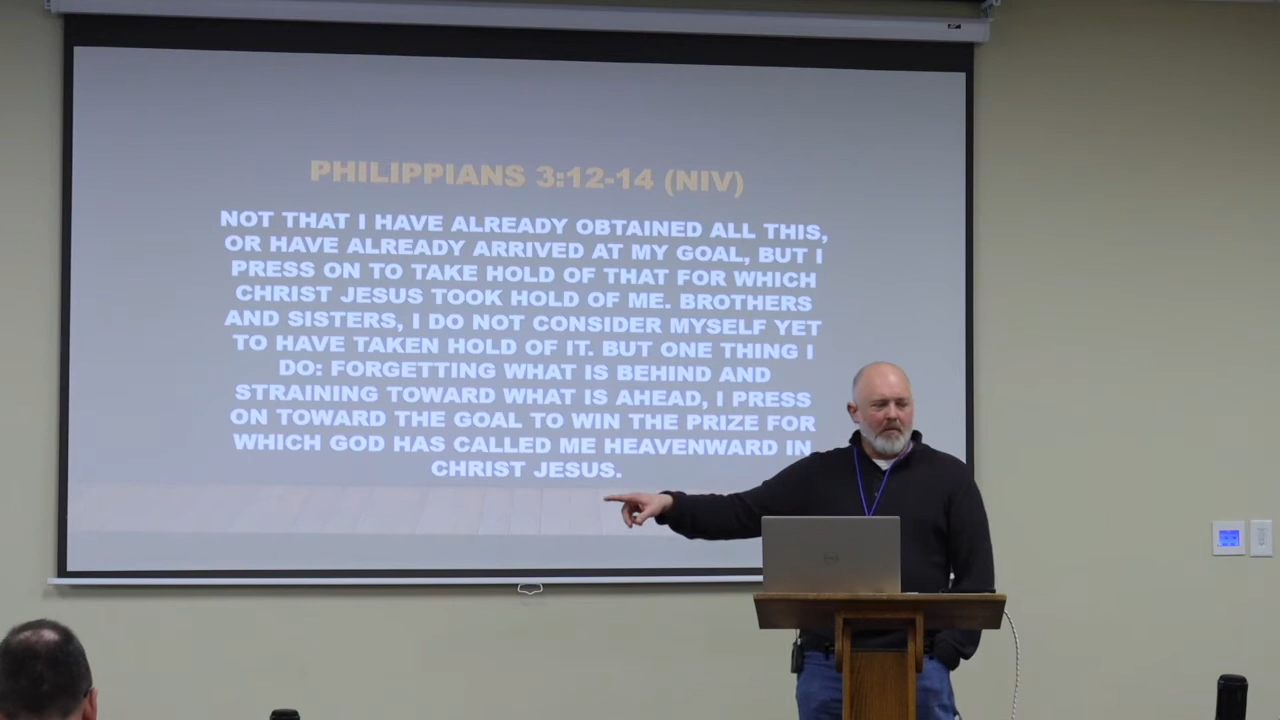 PHILIPPIANS 3:12-14 (NIV)
NOT THAT I HAVE ALREADY OBTAINED ALL THIS,
OR HAVE ALREADY ARRIVED AT MY GOAL, BUT I
PRESS ON TO TAKE HOLD OF THAT FOR WHICH
CHRIST JESUS TOOK HOLD OF ME. BROTHERS
AND SISTERS, I DO NOT CONSIDER MYSELF YET
TO HAVE TAKEN HOLD OF IT. BUT ONE THING I
DO: FORGETTING WHAT IS BEHIND AND
STRAINING TOWARD WHAT IS AHEAD, I PRESS
ON TOWARD THE GOAL TO WIN THE PRIZE FOR
WHICH GOD HAS CALLED ME HEAVENWARD IN
CHRIST JESUS.
DELL